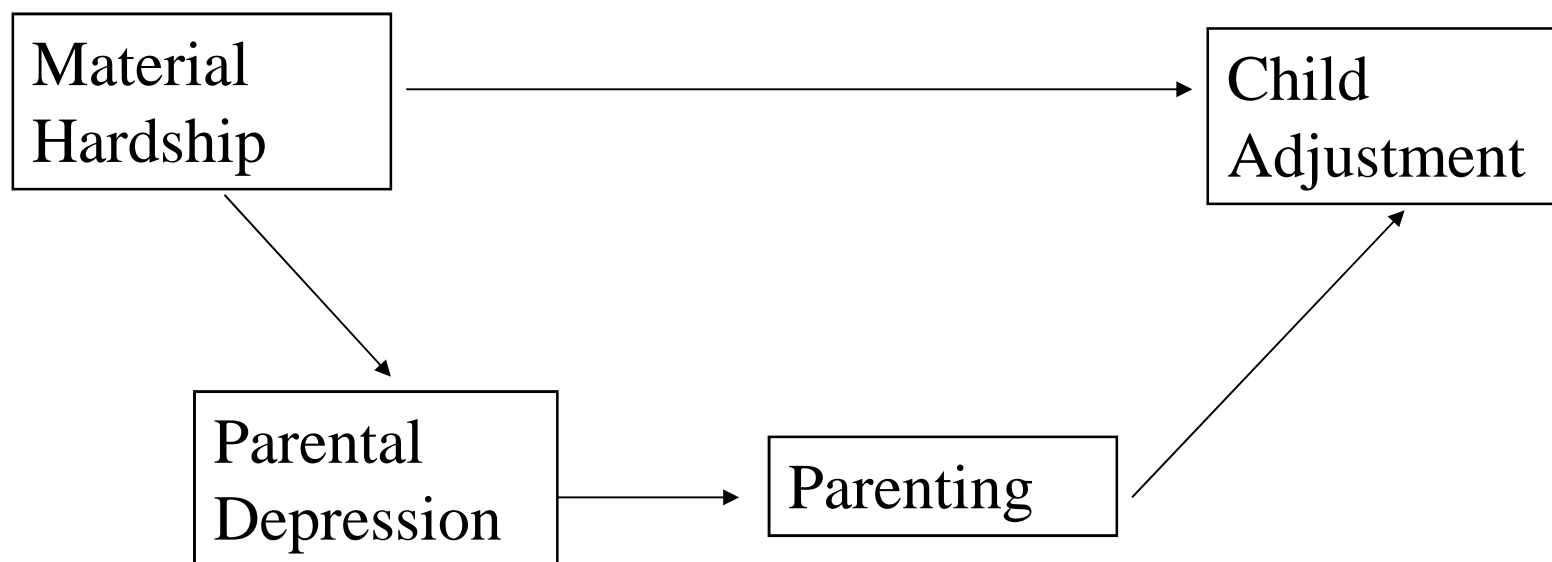 Material
Hardship
Child
Adjustment
Parental
Depression
Parenting